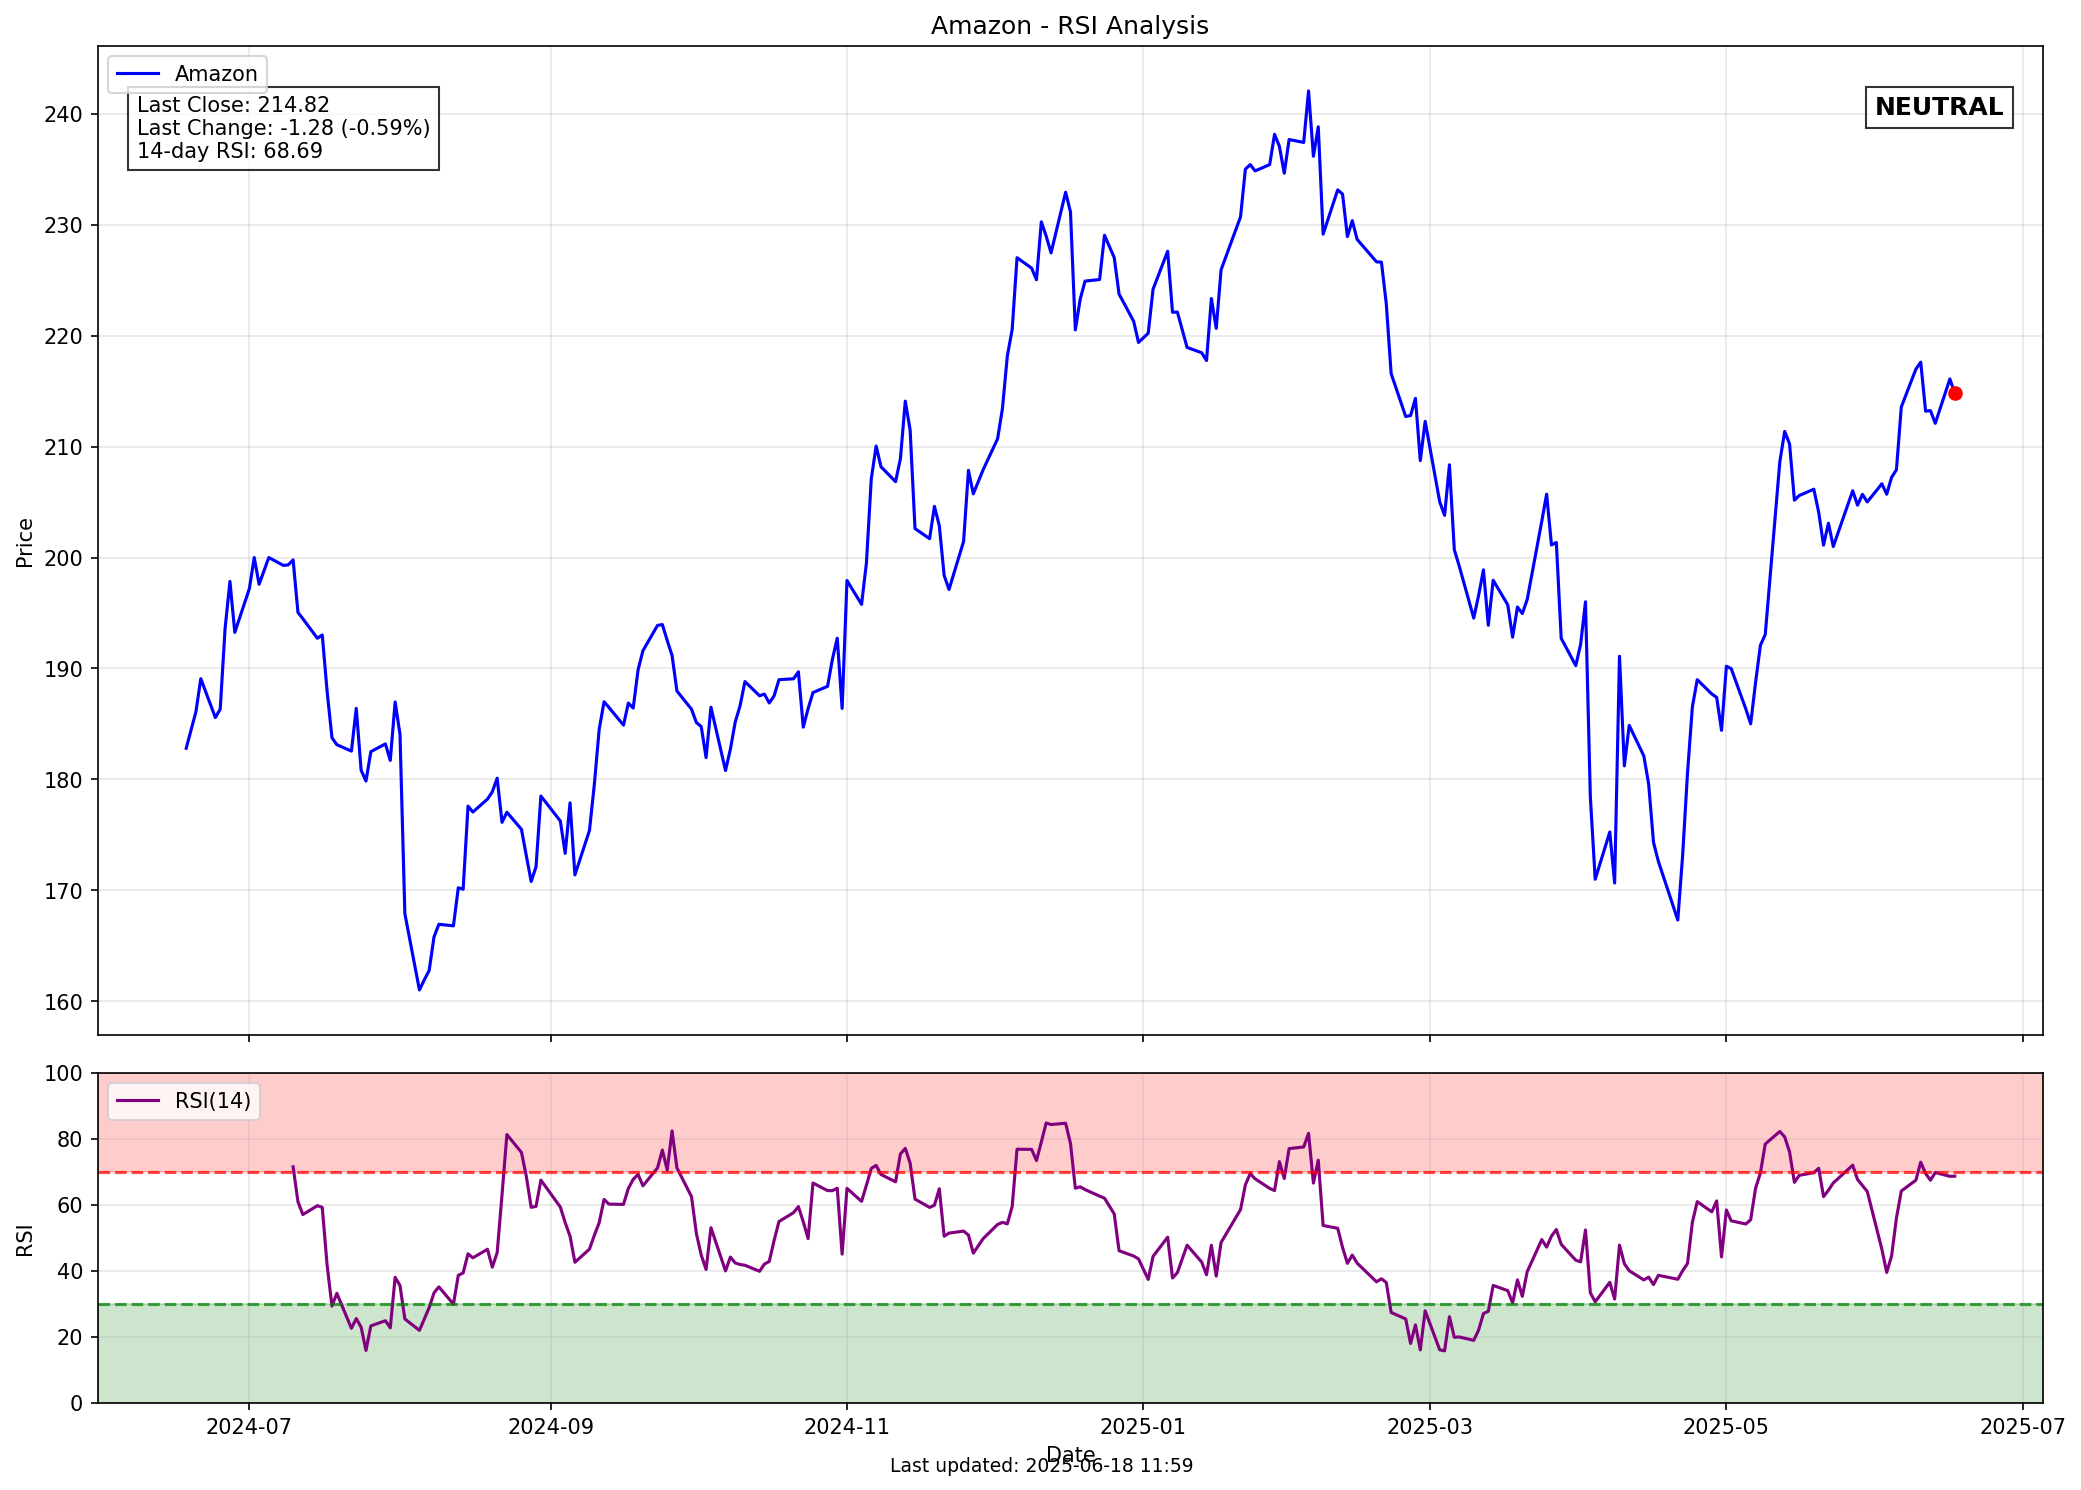 Amazon - RSI Analysis
Amazon
Last Close: 214.82
Last Change: -1.28 (-0.59%)
14-day RSI: 68.69
NEUTRAL
240
230
220
210
200
190
180
170
160
Price
RSI(14)
100
80
60
40
20
0
RSI
2024-07
2024-09
2024-11
2025-01
2025-03
2025-05
2025-07
Date
Last updated: 2025-06-18 11:59